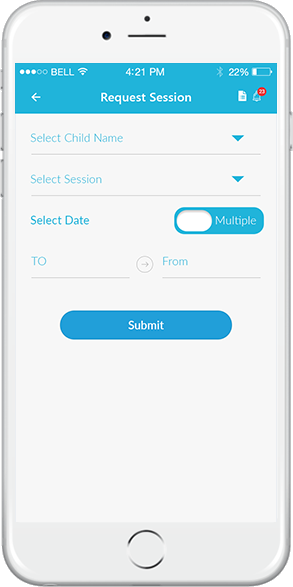 BELL 4:21 PM 22%
Request Session 23
Select Child Name
Select Session
Select Date Multiple
TO From
Submit